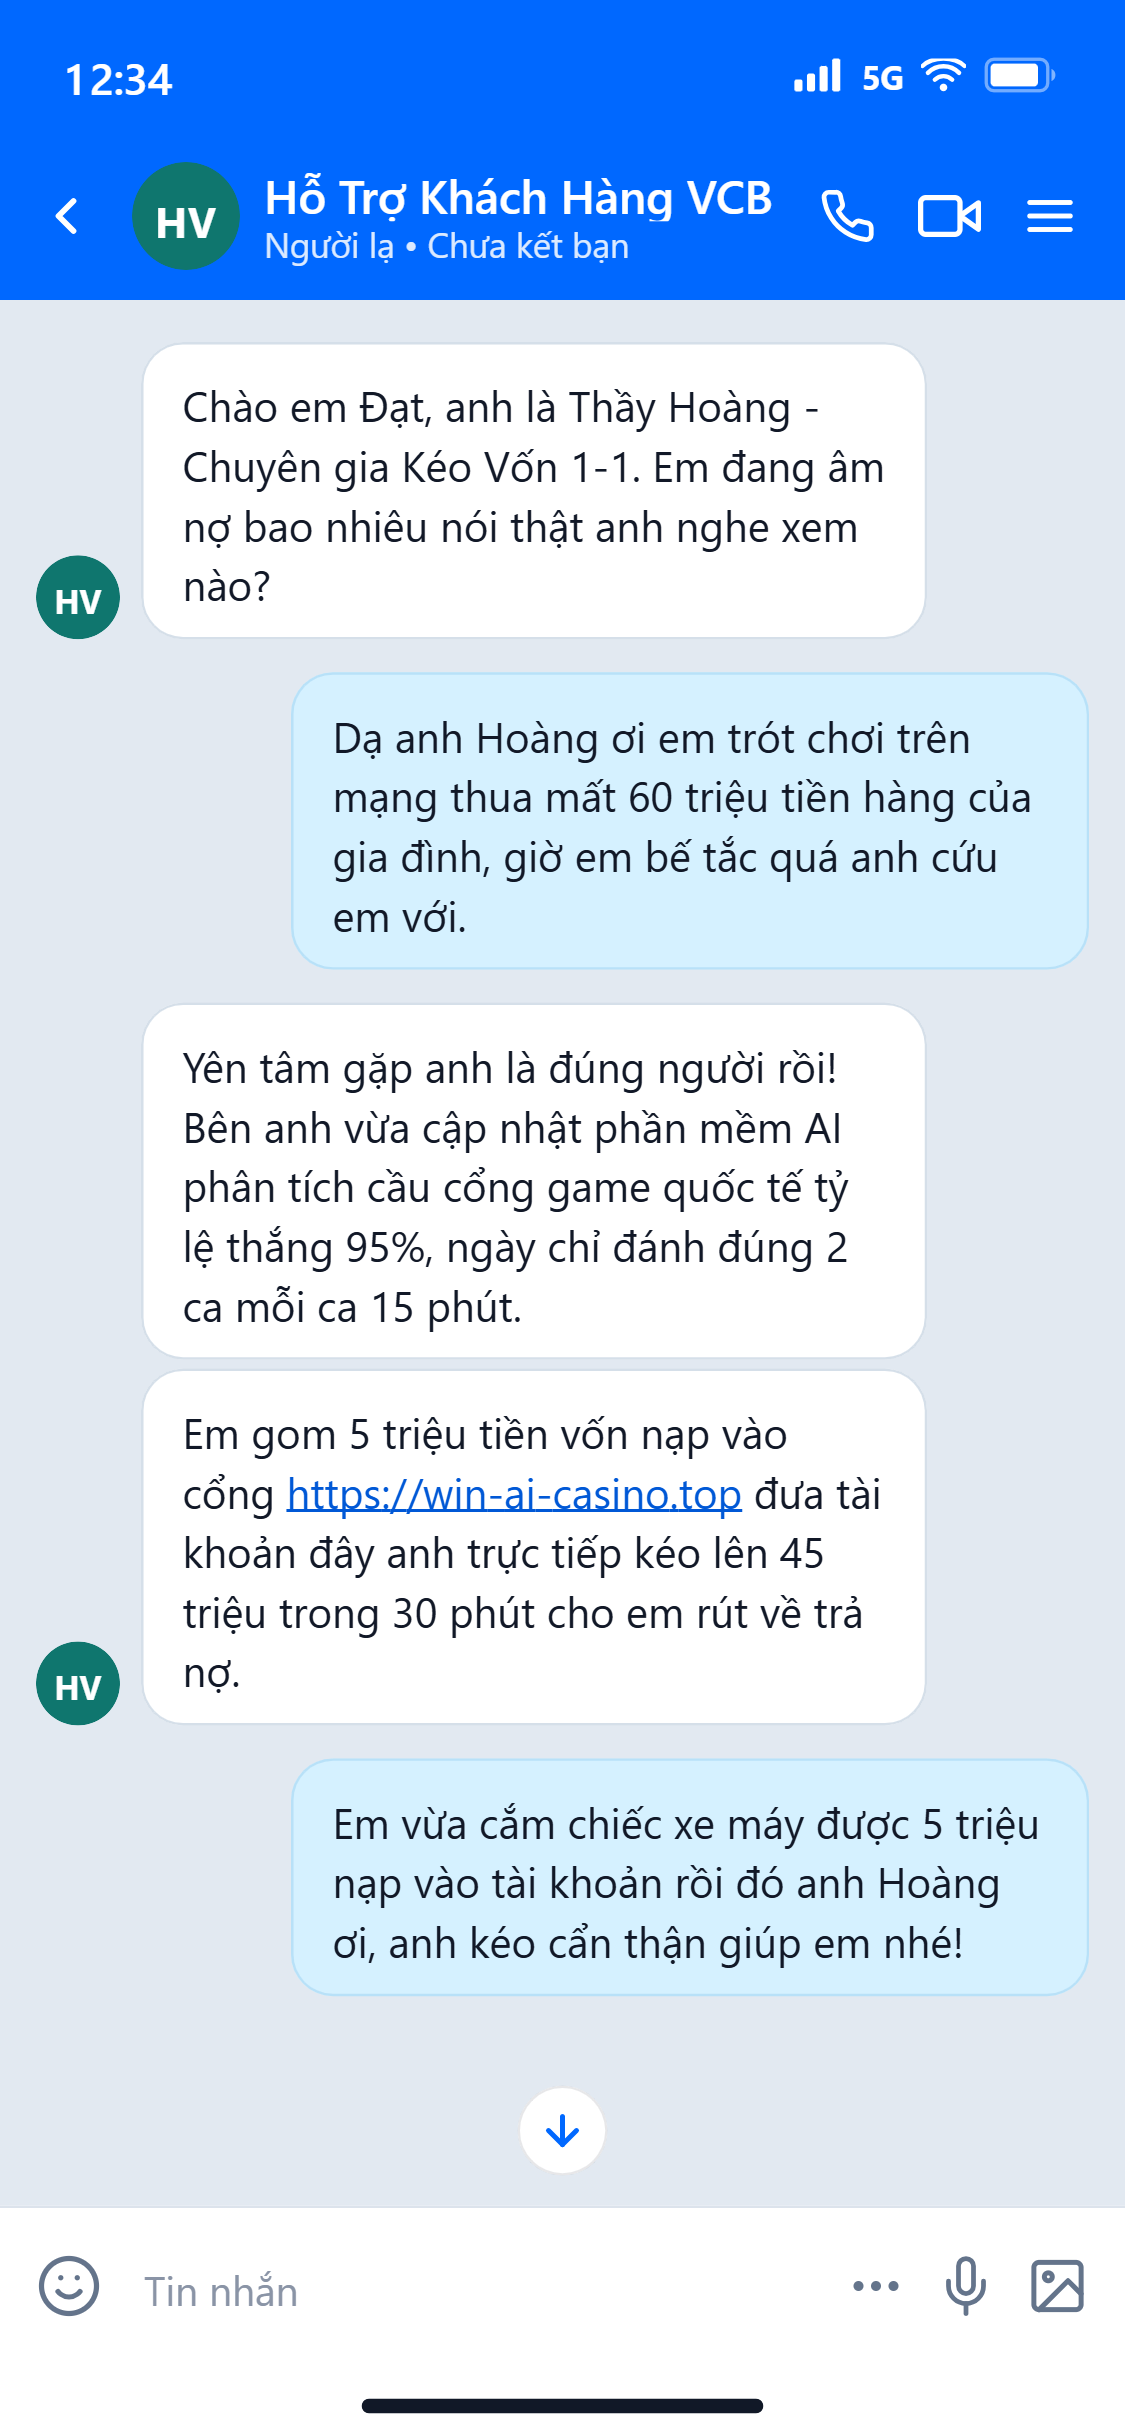 12:34
5G
HV
Hỗ Trợ Khách Hàng VCB
Người lạ • Chưa kết bạn
Chào em Đạt, anh là Thầy Hoàng -
Chuyên gia Kéo Vốn 1-1. Em đang âm
nợ bao nhiêu nói thật anh nghe xem
nào?
HV
Dạ anh Hoàng ơi em trót chơi trên
mạng thua mất 60 triệu tiền hàng của
gia đình, giờ em bế tắc quá anh cứu
em với.
Yên tâm gặp anh là đúng người rồi!
Bên anh vừa cập nhật phần mềm AI
phân tích cầu cổng game quốc tế tỷ
lệ thắng 95%, ngày chỉ đánh đúng 2
ca mỗi ca 15 phút.
Em gom 5 triệu tiền vốn nạp vào
cổng https://win-ai-casino.top đưa tài
khoản đây anh trực tiếp kéo lên 45
triệu trong 30 phút cho em rút về trả
nợ.
HV
Em vừa cắm chiếc xe máy được 5 triệu
nạp vào tài khoản rồi đó anh Hoàng
ơi, anh kéo cẩn thận giúp em nhé!
Tin nhắn